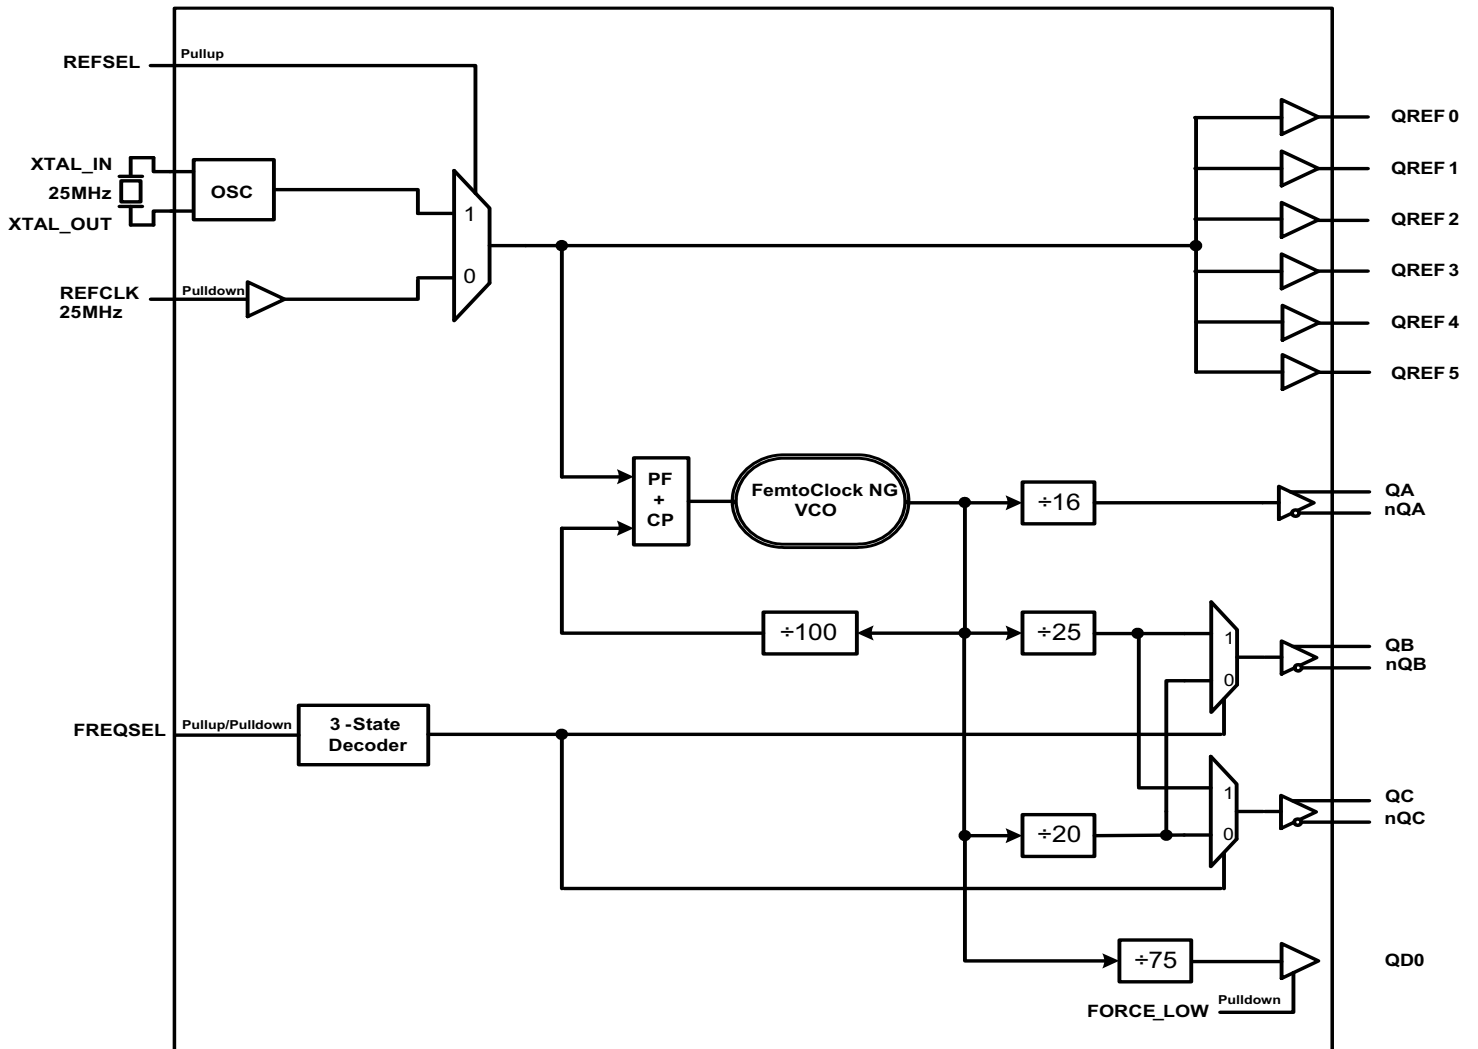 REFSEL
Pullup
XTAL_IN
25MHz
XTAL_OUT
OSC
1
0
REFCLK
25MHz
Pulldown
QREF 0
QREF 1
QREF 2
QREF 3
QREF 4
QREF 5
PF
+
CP
FemtoClock NG
VCO
÷16
QA
nQA
÷100
÷25
1
0
QB
nQB
FREQSEL
Pullup/Pulldown
3 -State
Decoder
÷20
1
0
QC
nQC
÷75
QD0
FORCE_LOW
Pulldown